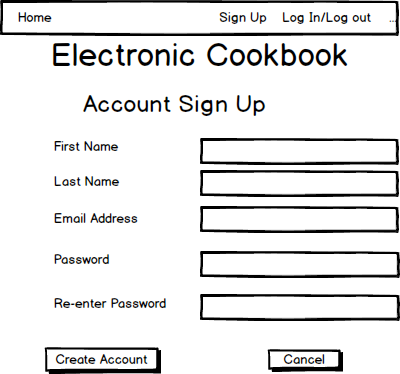 Home Sign Up Log In/Log out ...
Electronic Cookbook
Account Sign Up
First Name
Last Name
Email Address
Password
Re-enter Password
Create Account Cancel